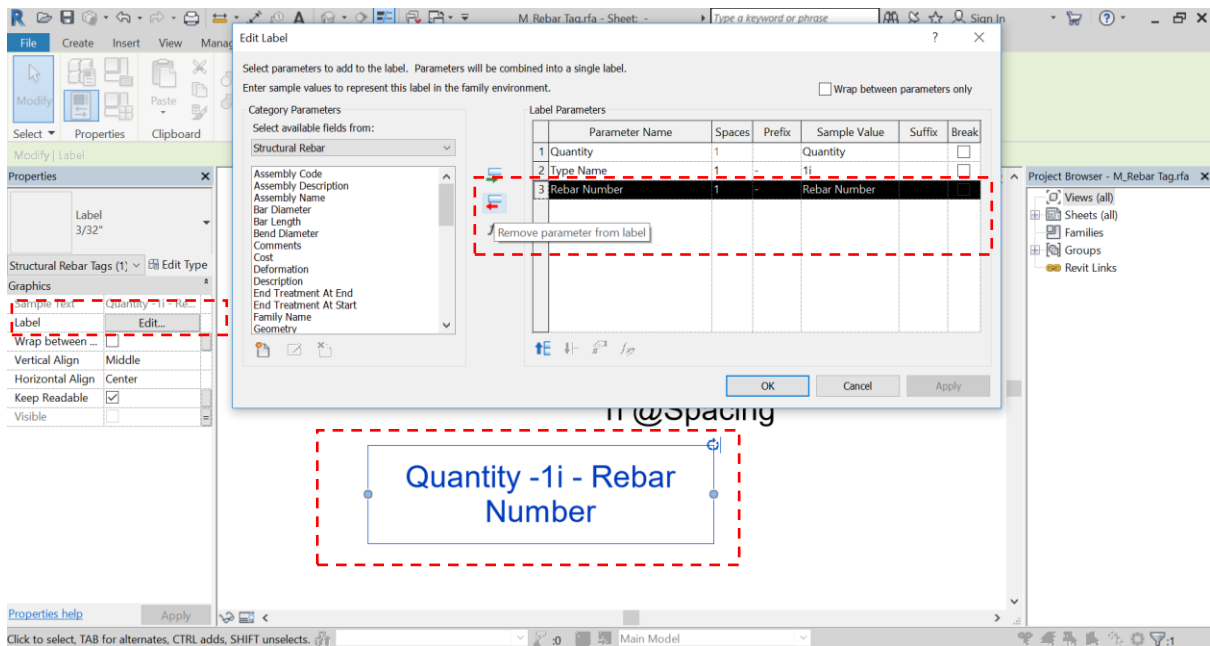 M_Rebar Tag.rfa - Sheet: -
Type a keyword or phrase
Sign In
File Create Insert View Manag
Modify
Paste
Select Properties Clipboard
Modify | Label
Properties
Label
3/32"
Structural Rebar Tags (1)
Edit Type
Graphics
Sample Text Quantity -1i - Re...
Label Edit...
Wrap between ...
Vertical Align Middle
Horizontal Align Center
Keep Readable
Visible
Properties help
Apply
Edit Label
Select parameters to add to the label. Parameters will be combined into a single label.
Enter sample values to represent this label in the family environment.
Wrap between parameters only
Category Parameters
Select available fields from:
Structural Rebar
Assembly Code
Assembly Description
Assembly Name
Bar Diameter
Bar Length
Bend Diameter
Comments
Cost
Deformation
Description
End Treatment At End
End Treatment At Start
Family Name
Geometry
Remove parameter from label
Label Parameters
Parameter Name Spaces Prefix Sample Value Suffix Break
1 Quantity 1 Quantity
2 Type Name 1 - 1i
3 Rebar Number 1 - Rebar Number
OK Cancel Apply
@Spacing
Quantity -1i - Rebar
Number
Project Browser - M_Rebar Tag.rfa
Views (all)
Sheets (all)
Families
Groups
Revit Links
Click to select, TAB for alternates, CTRL adds, SHIFT unselects.
:0
Main Model
:1